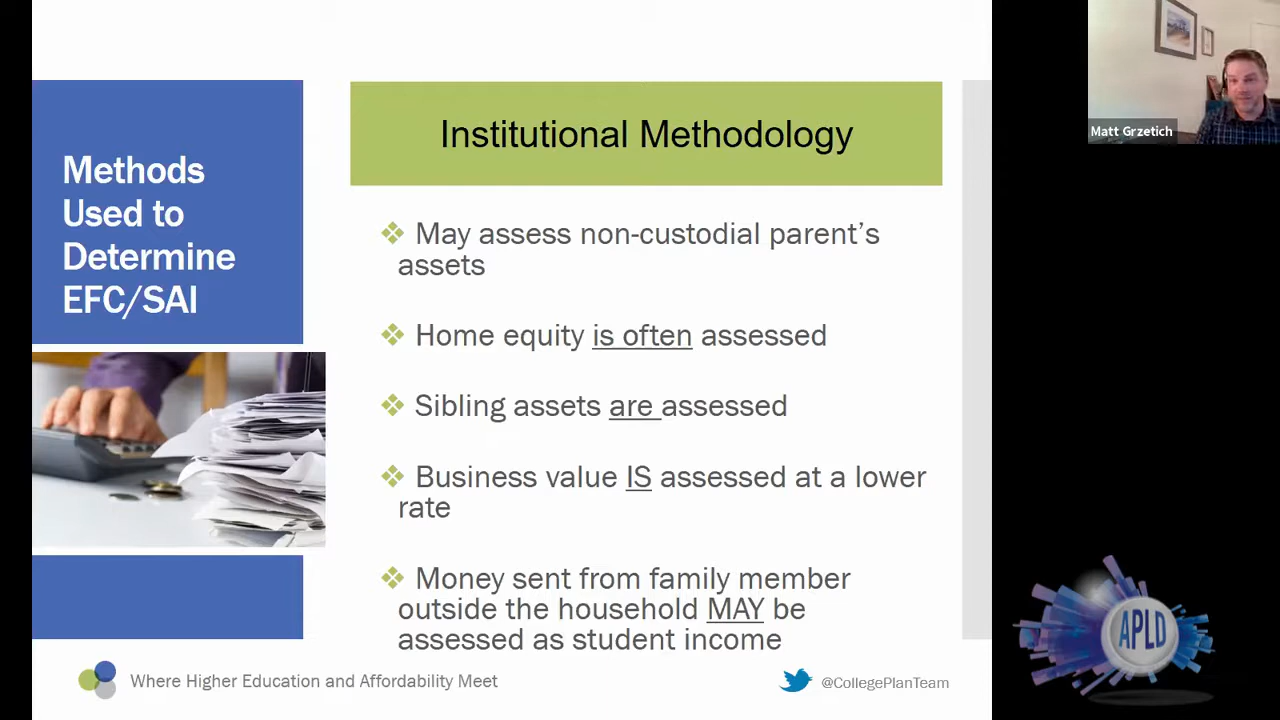 Methods
Used to
Determine
EFC/SAI
Institutional Methodology
May assess non-custodial parent’s
assets
Home equity is often assessed
Sibling assets are assessed
Business value IS assessed at a lower
rate
Money sent from family member
outside the household MAY be
assessed as student income
Where Higher Education and Affordability Meet
@CollegePlanTeam
Matt Grzetich
APLD